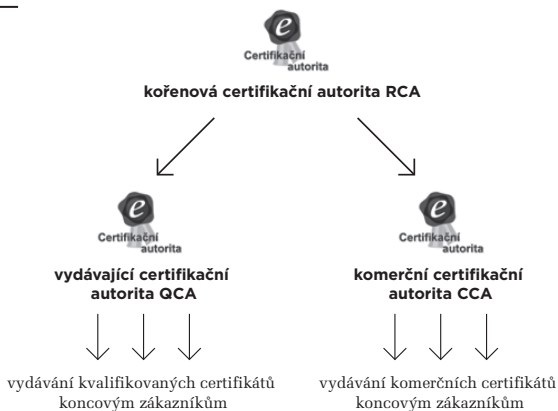 e
Certifikační
autorita
kořenová certifikační autorita RCA
e
Certifikační
autorita
vydávající certifikační
autorita QCA
e
Certifikační
autorita
komerční certifikační
autorita CCA
vydávání kvalifikovaných certifikátů
koncovým zákazníkům
vydávání komerčních certifikátů
koncovým zákazníkům